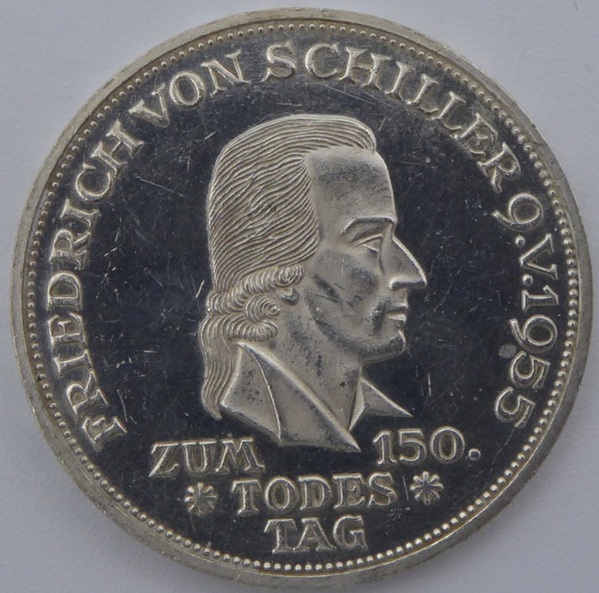 FRIEDRICH VON SCHILLER 9.V.1955
ZUM 150.
* TODES *
TAG